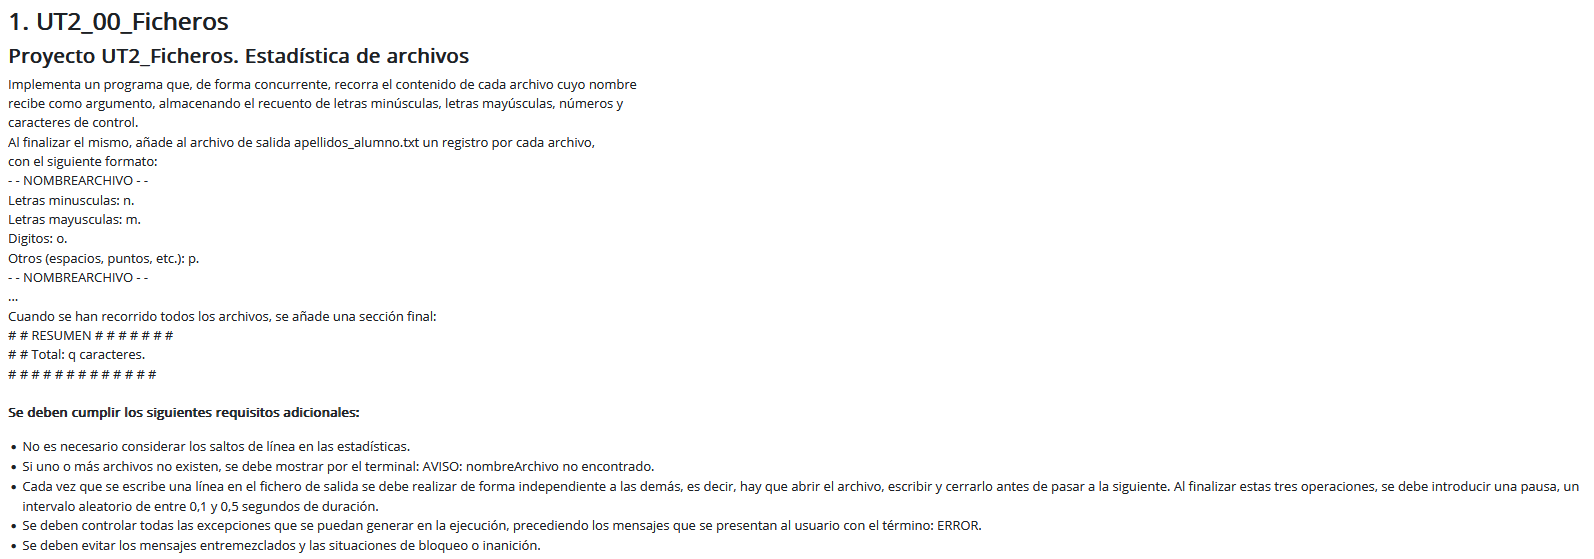 1. UT2_00_Ficheros
Proyecto UT2_Ficheros. Estadística de archivos
Implementa un programa que, de forma concurrente, recorra el contenido de cada archivo cuyo nombre
recibe como argumento, almacenando el recuento de letras minúsculas, letras mayúsculas, números y
caracteres de control.
Al finalizar el mismo, añade al archivo de salida apellidos_alumno.txt un registro por cada archivo,
con el siguiente formato:
- - NOMBREARCHIVO - -
Letras minusculas: n.
Letras mayusculas: m.
Digitos: o.
Otros (espacios, puntos, etc.): p.
- - NOMBREARCHIVO - -
...
Cuando se han recorrido todos los archivos, se añade una sección final:
# # RESUMEN # # # # # # #
# # Total: q caracteres.
# # # # # # # # # # # # #
Se deben cumplir los siguientes requisitos adicionales:
• No es necesario considerar los saltos de línea en las estadísticas.
• Si uno o más archivos no existen, se debe mostrar por el terminal: AVISO: nombreArchivo no encontrado.
• Cada vez que se escribe una línea en el fichero de salida se debe realizar de forma independiente a las demás, es decir, hay que abrir el archivo, escribir y cerrarlo antes de pasar a la siguiente. Al finalizar estas tres operaciones, se debe introducir una pausa, un
intervalo aleatorio de entre 0,1 y 0,5 segundos de duración.
• Se deben controlar todas las excepciones que se puedan generar en la ejecución, precediendo los mensajes que se presentan al usuario con el término: ERROR.
• Se deben evitar los mensajes entremezclados y las situaciones de bloqueo o inanición.